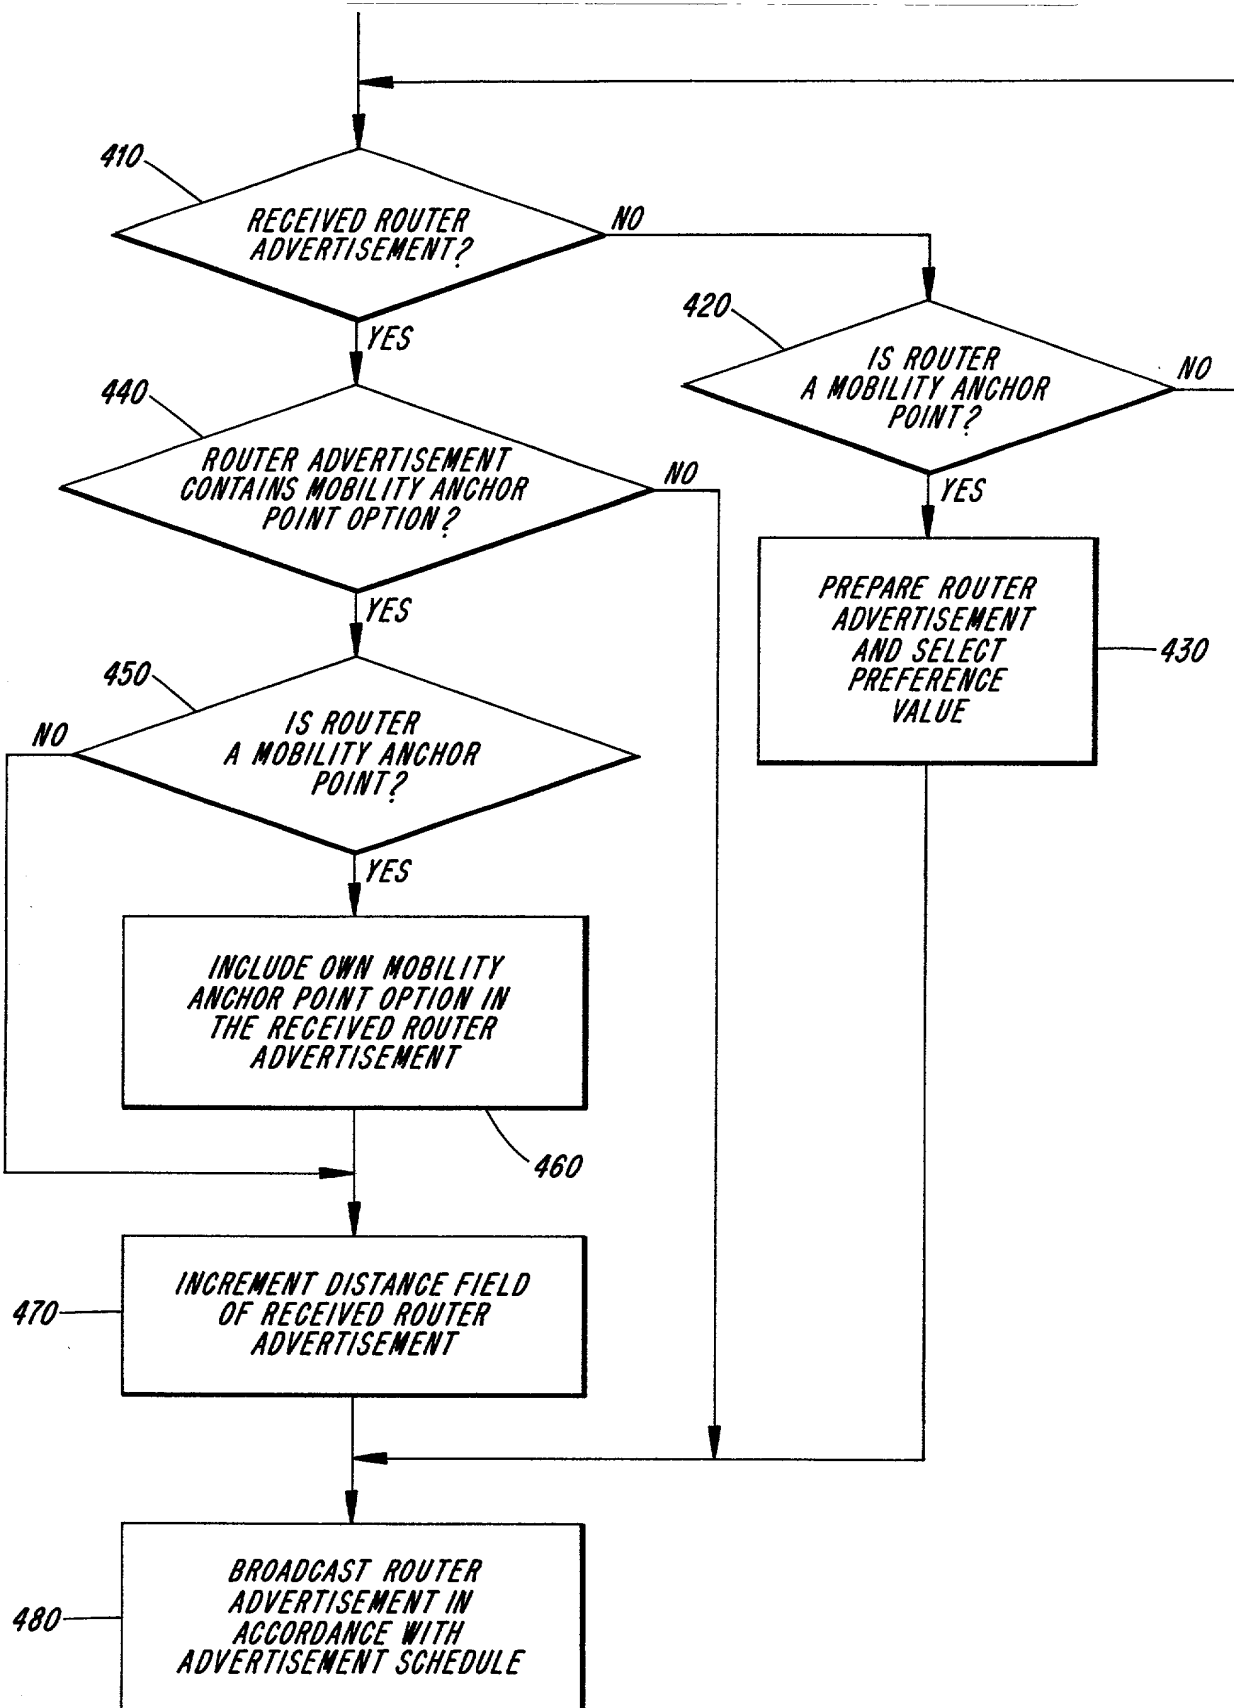 410
RECEIVED ROUTER
ADVERTISEMENT?
NO
YES
420
IS ROUTER
A MOBILITY ANCHOR
POINT?
NO
YES
440
ROUTER ADVERTISEMENT
CONTAINS MOBILITY ANCHOR
POINT OPTION?
NO
YES
PREPARE ROUTER
ADVERTISEMENT
AND SELECT
PREFERENCE
VALUE
430
450
IS ROUTER
A MOBILITY ANCHOR
POINT?
NO
YES
INCLUDE OWN MOBILITY
ANCHOR POINT OPTION IN
THE RECEIVED ROUTER
ADVERTISEMENT
460
INCREMENT DISTANCE FIELD
OF RECEIVED ROUTER
ADVERTISEMENT
470
BROADCAST ROUTER
ADVERTISEMENT IN
ACCORDANCE WITH
ADVERTISEMENT SCHEDULE
480